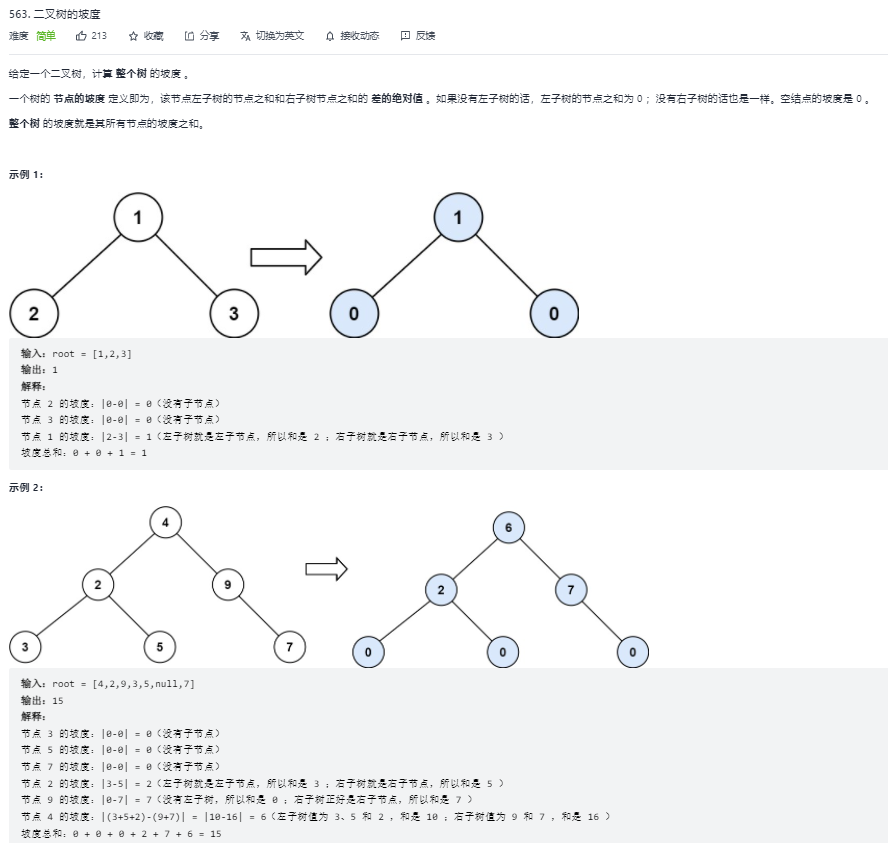 563. 二叉树的坡度
难度 简单 213 收藏 分享 切换为英文 接收动态 反馈
给定一个二叉树，计算 整个树 的坡度 。
一个树的 节点的坡度 定义即为，该节点左子树的节点之和和右子树节点之和的 差的绝对值 。如果没有左子树的话，左子树的节点之和为 0 ；没有右子树的话也是一样。空结点的坡度是 0 。
整个树 的坡度就是其所有节点的坡度之和。
示例 1：
1 1
2 3 0 0
输入：root = [1,2,3]
输出：1
解释：
节点 2 的坡度：|0-0| = 0（没有子节点）
节点 3 的坡度：|0-0| = 0（没有子节点）
节点 1 的坡度：|2-3| = 1（左子树就是左子节点，所以和是 2 ；右子树就是右子节点，所以和是 3 ）
坡度总和：0 + 0 + 1 = 1
示例 2：
4 6
2 9 2 7
3 5 7 0 0 0
输入：root = [4,2,9,3,5,null,7]
输出：15
解释：
节点 3 的坡度：|0-0| = 0（没有子节点）
节点 5 的坡度：|0-0| = 0（没有子节点）
节点 7 的坡度：|0-0| = 0（没有子节点）
节点 2 的坡度：|3-5| = 2（左子树就是左子节点，所以和是 3 ；右子树就是右子节点，所以和是 5 ）
节点 9 的坡度：|0-7| = 7（没有左子树，所以和是 0 ；右子树正好是右子节点，所以和是 7 ）
节点 4 的坡度：|(3+5+2)-(9+7)| = |10-16| = 6（左子树值为 3、5 和 2 ，和是 10 ；右子树值为 9 和 7 ，和是 16 ）
坡度总和：0 + 0 + 0 + 2 + 7 + 6 = 15